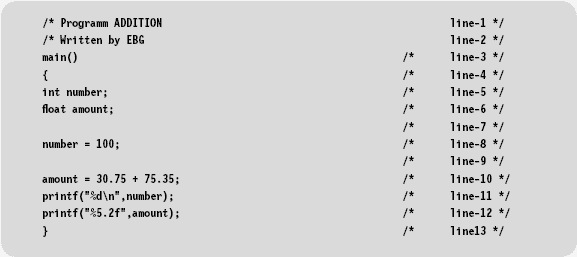 /* Programm ADDITION line-1 */
/* Written by EBG line-2 */
main() /* line-3 */
{ /* line-4 */
int number; /* line-5 */
float amount; /* line-6 */
/* line-7 */
number = 100; /* line-8 */
/* line-9 */
amount = 30.75 + 75.35; /* line-10 */
printf("%d\n",number); /* line-11 */
printf("%5.2f",amount); /* line-12 */
} /* line13 */